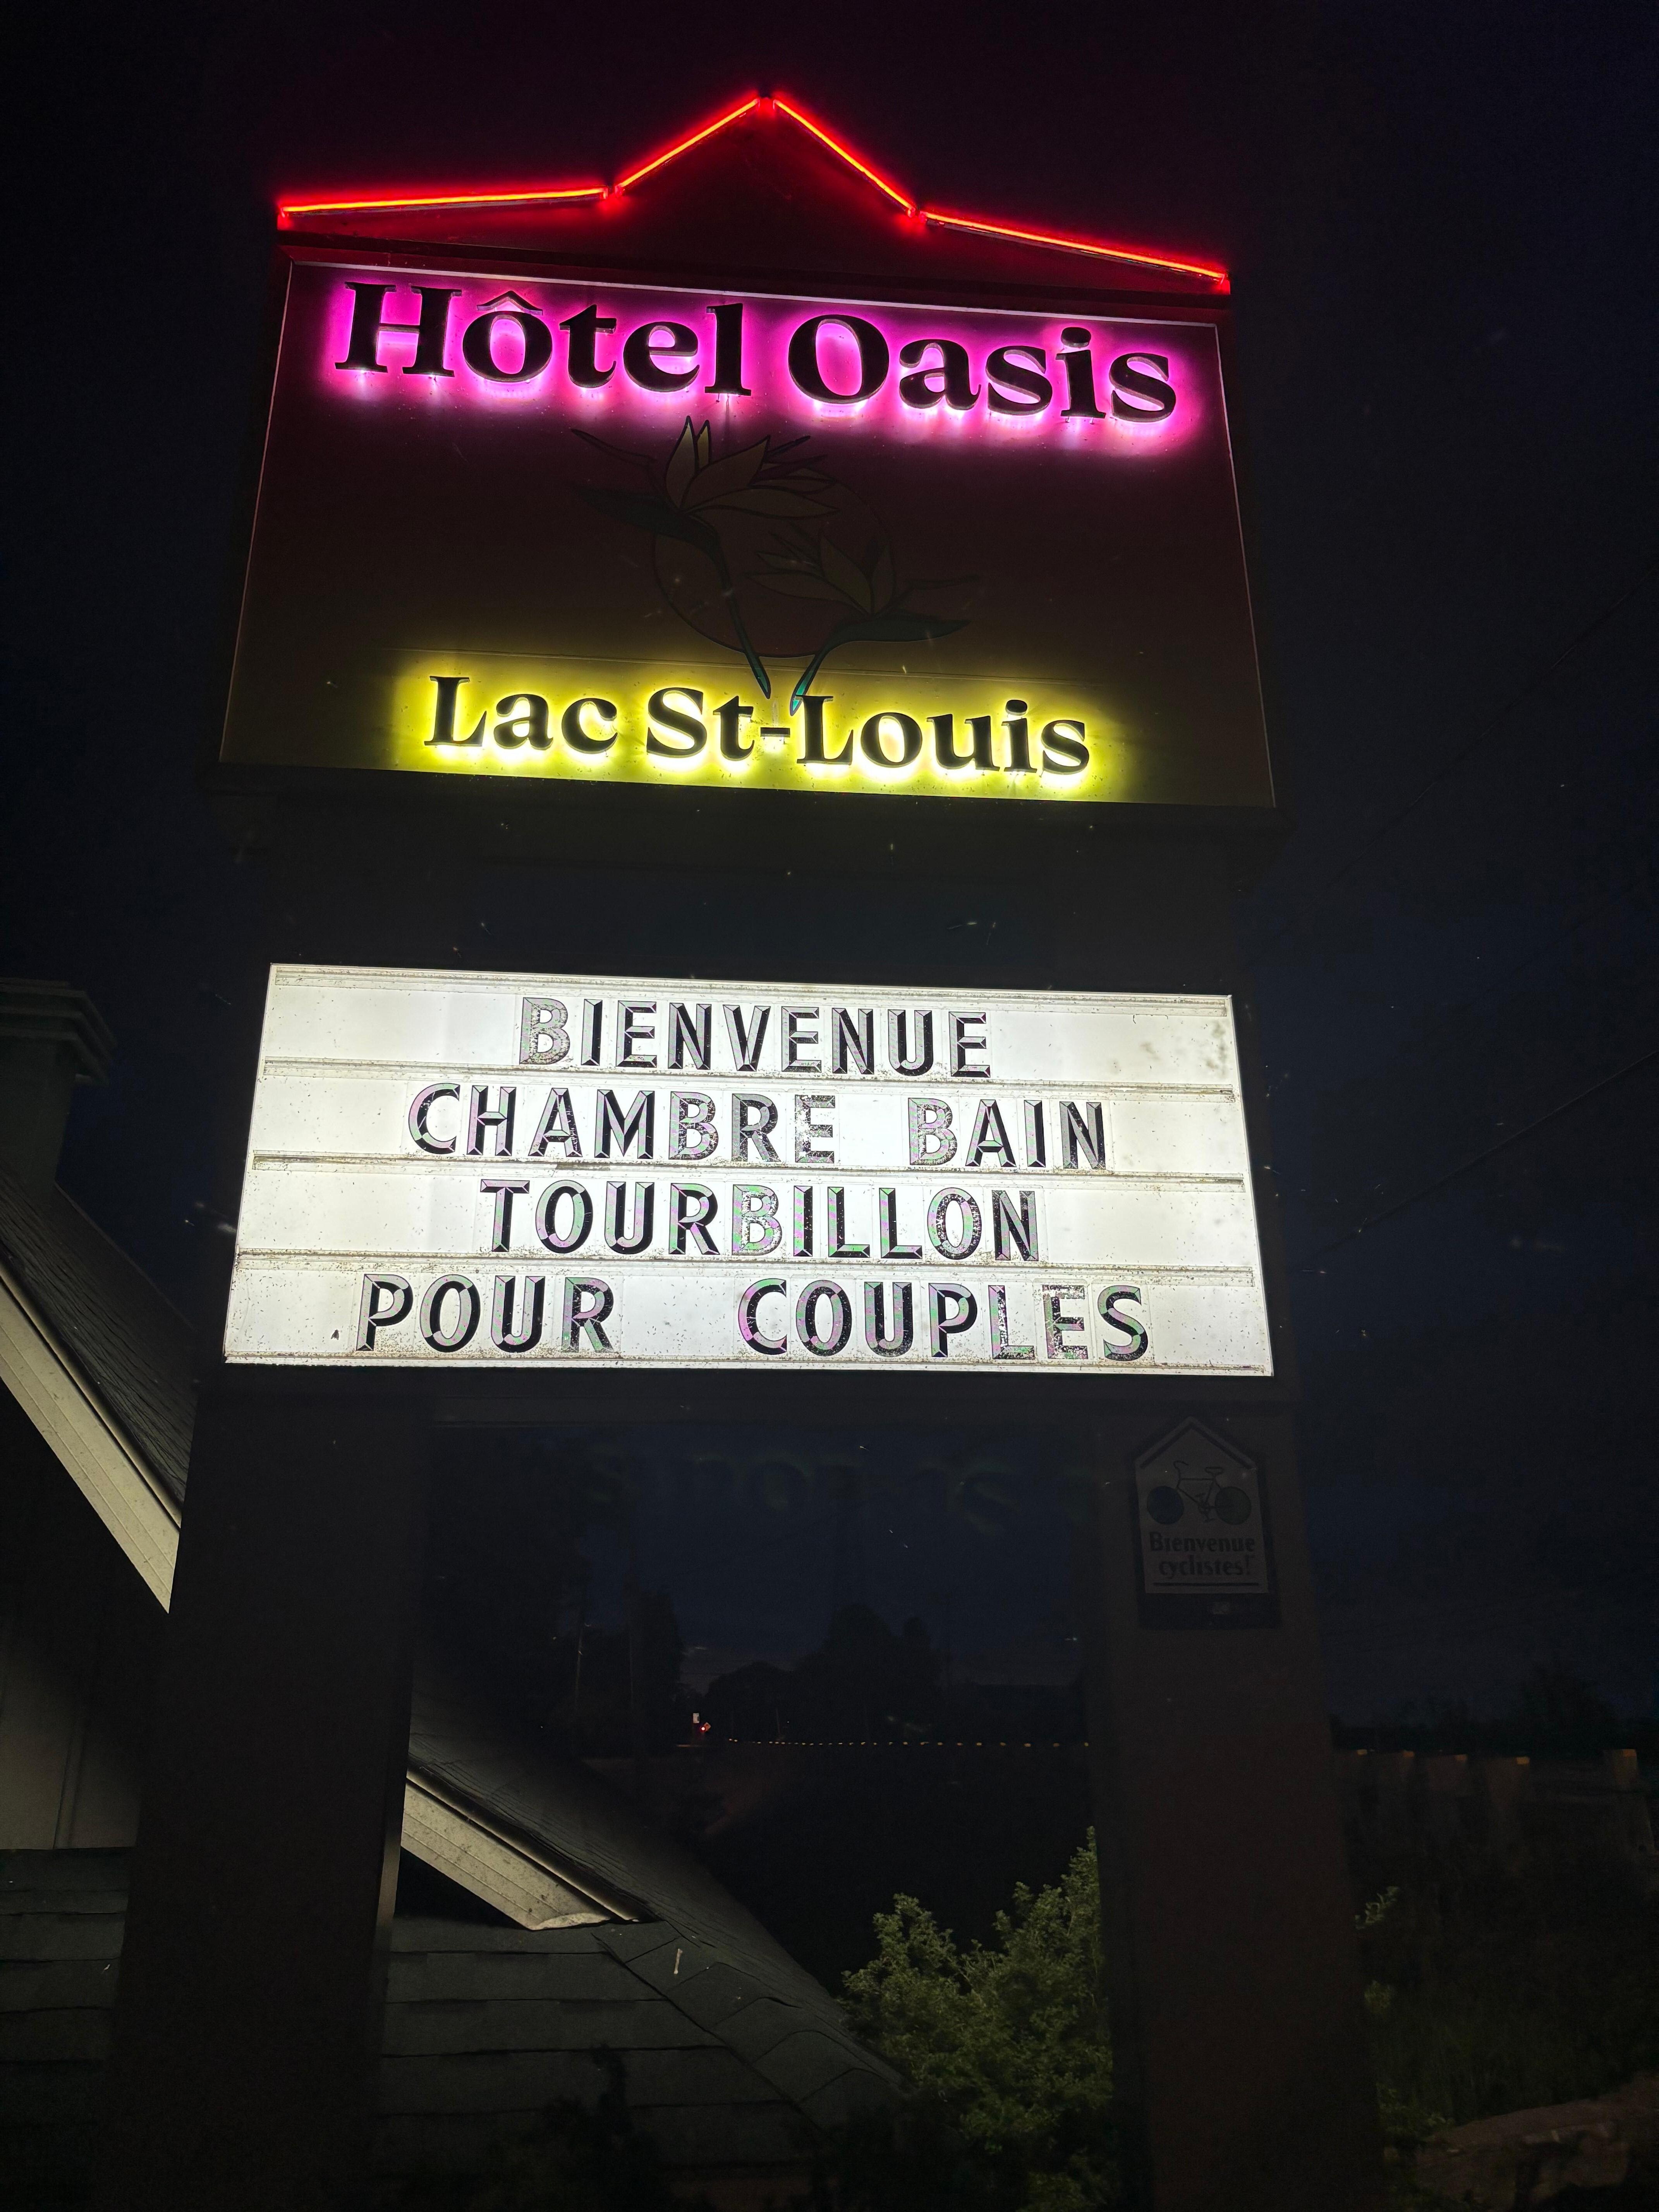 Hôtel Oasis
Lac St-Louis
BIENVENUE
CHAMBRE BAIN
TOURBILLON
POUR COUPLES
Bienvenue
cyclistes!